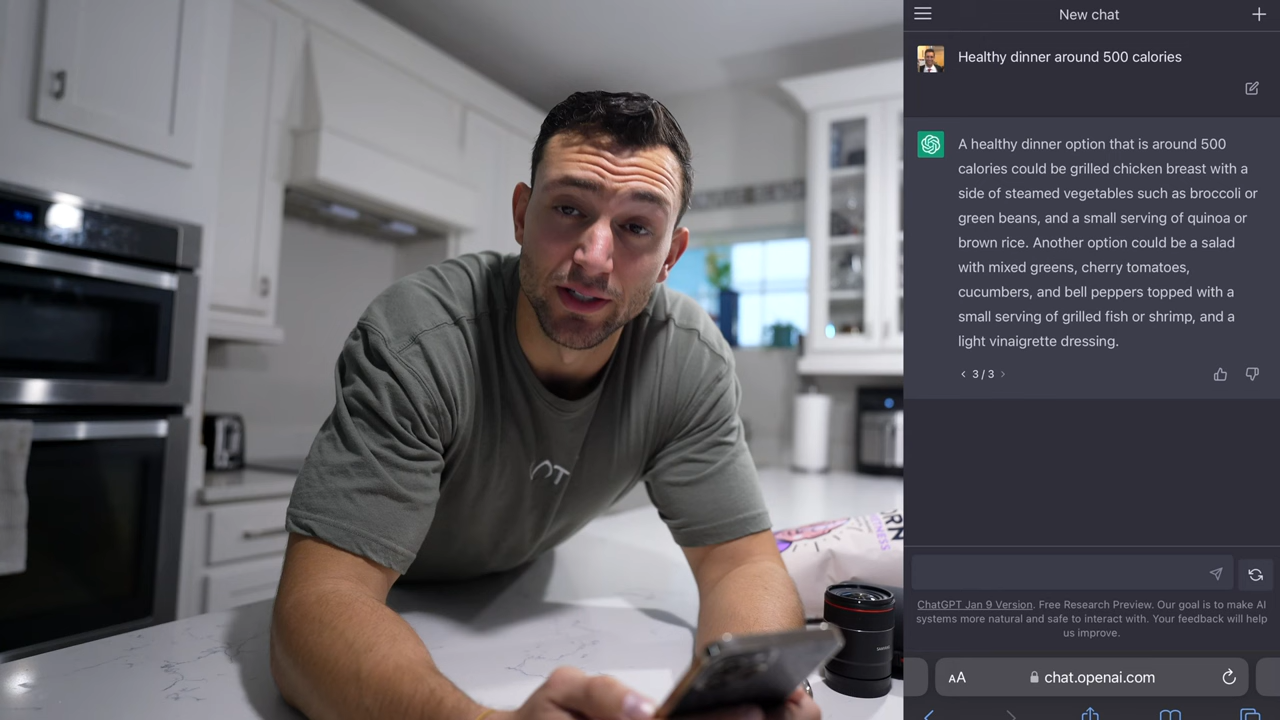 New chat
Healthy dinner around 500 calories
A healthy dinner option that is around 500
calories could be grilled chicken breast with a
side of steamed vegetables such as broccoli or
green beans, and a small serving of quinoa or
brown rice. Another option could be a salad
with mixed greens, cherry tomatoes,
cucumbers, and bell peppers topped with a
small serving of grilled fish or shrimp, and a
light vinaigrette dressing.
3 / 3
ChatGPT Jan 9 Version. Free Research Preview. Our goal is to make AI
systems more natural and safe to interact with. Your feedback will help
us improve.
AA chat.openai.com